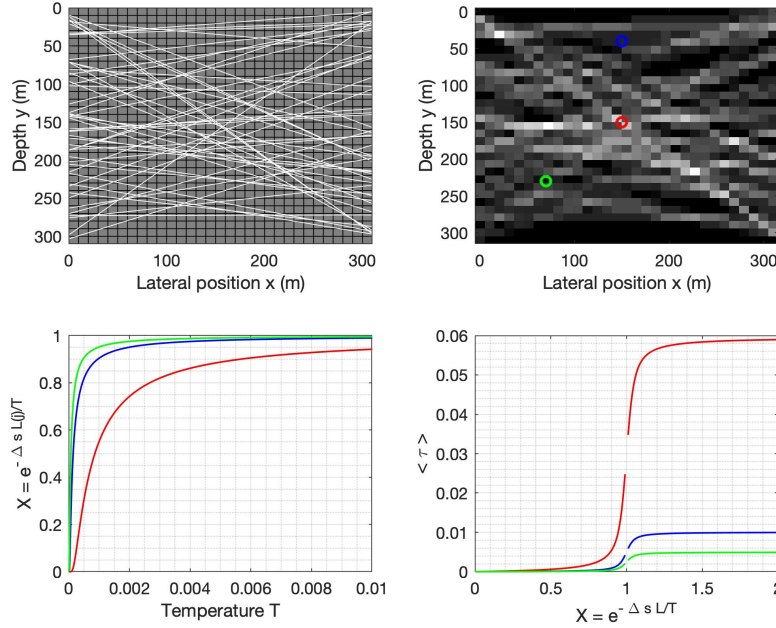 0
50
100
150
200
250
300
Depth y (m)
0 100 200 300
Lateral position x (m)
0
50
100
150
200
250
300
Depth y (m)
0 100 200 300
Lateral position x (m)
1
0.8
0.6
0.4
0.2
0
X = e^- Δ s L(j)/T
0 0.002 0.004 0.006 0.008 0.01
Temperature T
0.06
0.05
0.04
0.03
0.02
0.01
0
< τ >
0 0.5 1 1.5 2.0
X = e^- Δ s L/T